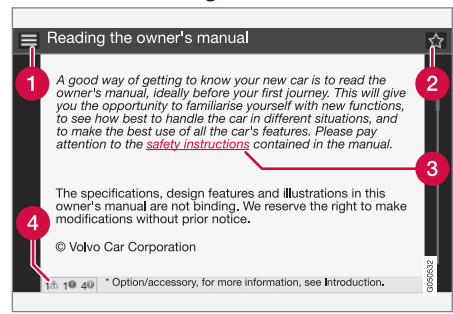 Reading the owner's manual
1
2
A good way of getting to know your new car is to read the
owner's manual, ideally before your first journey. This will give
you the opportunity to familiarise yourself with new functions,
to see how best to handle the car in different situations, and
to make the best use of all the car's features. Please pay
attention to the safety instructions contained in the manual.
3
The specifications, design features and illustrations in this
owner's manual are not binding. We reserve the right to make
modifications without prior notice.
4
© Volvo Car Corporation
1 1 4 * Option/accessory, for more information, see Introduction.
G050532